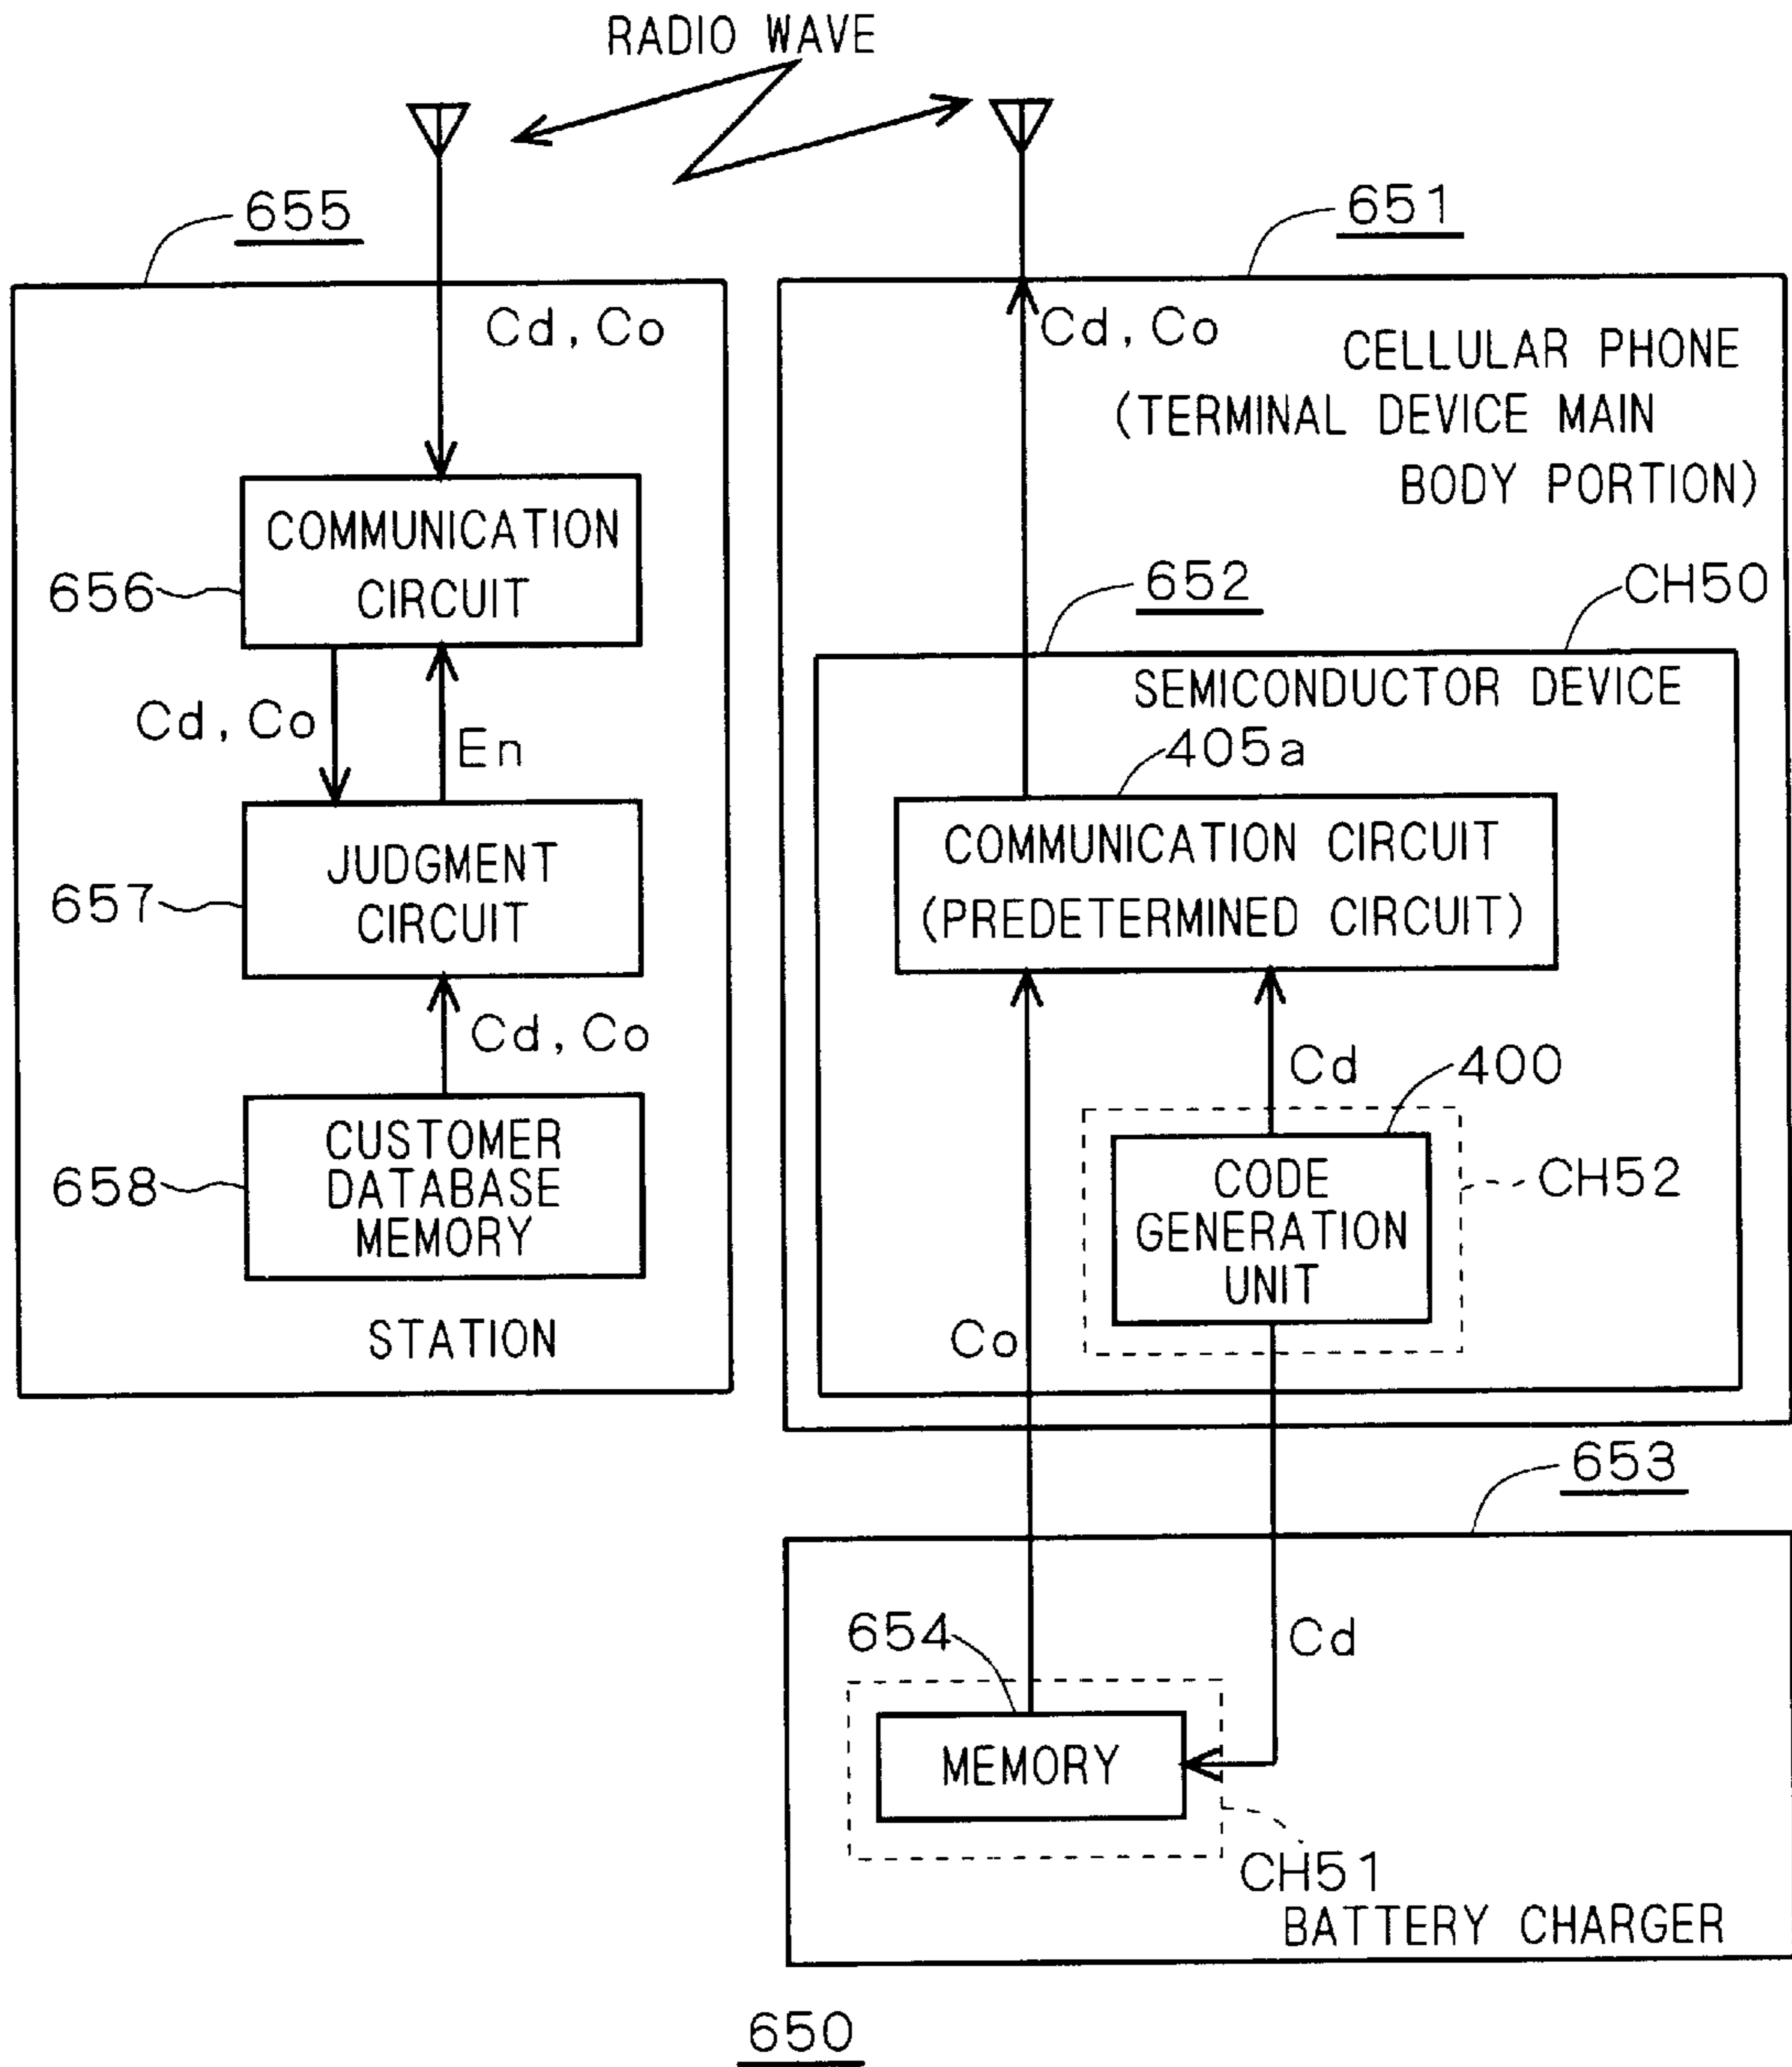 RADIO WAVE
655
651
Cd, Co
Cd, Co
CELLULAR PHONE
(TERMINAL DEVICE MAIN
BODY PORTION)
COMMUNICATION
CIRCUIT
656
652
CH50
SEMICONDUCTOR DEVICE
Cd, Co
En
405a
COMMUNICATION CIRCUIT
(PREDETERMINED CIRCUIT)
JUDGMENT
CIRCUIT
657
Cd, Co
Cd
400
CUSTOMER
DATABASE
MEMORY
658
CODE
GENERATION
UNIT
CH52
STATION
Co
653
654
Cd
MEMORY
CH51
BATTERY CHARGER
650